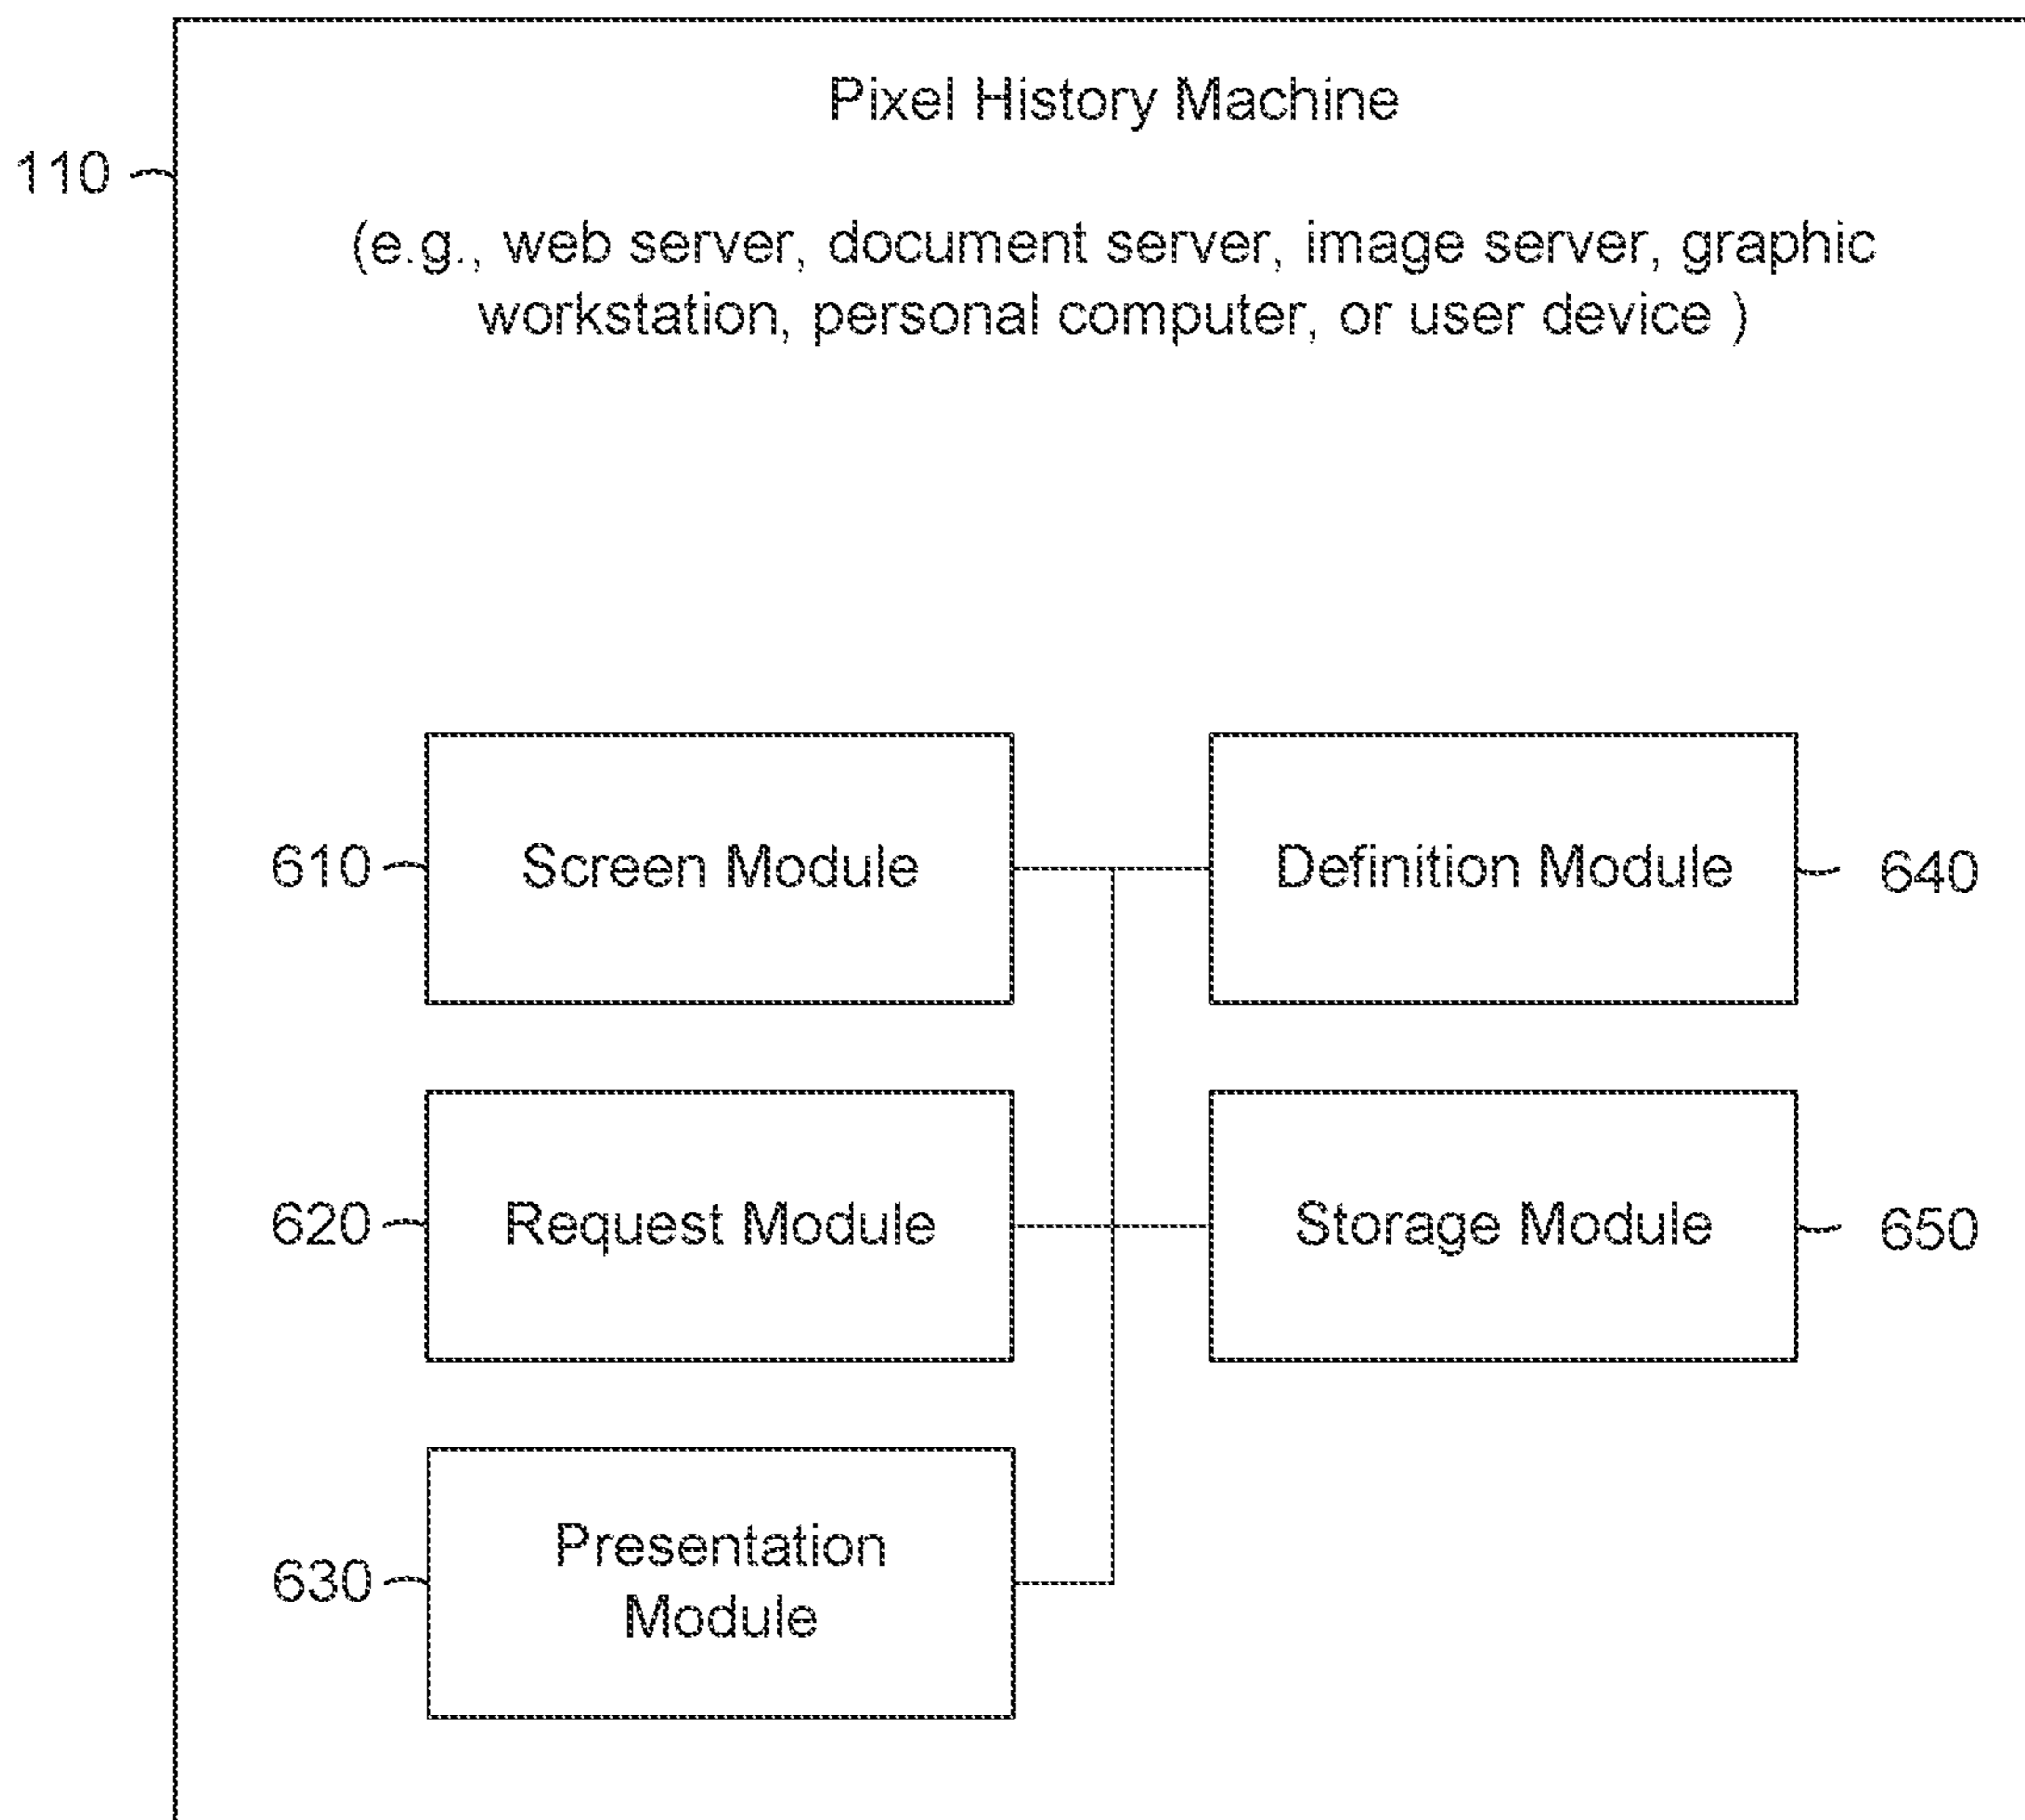 Pixel History Machine
110
(e.g., web server, document server, image server, graphic
workstation, personal computer, or user device )
610
Screen Module
Definition Module
640
620
Request Module
Storage Module
650
630
Presentation
Module